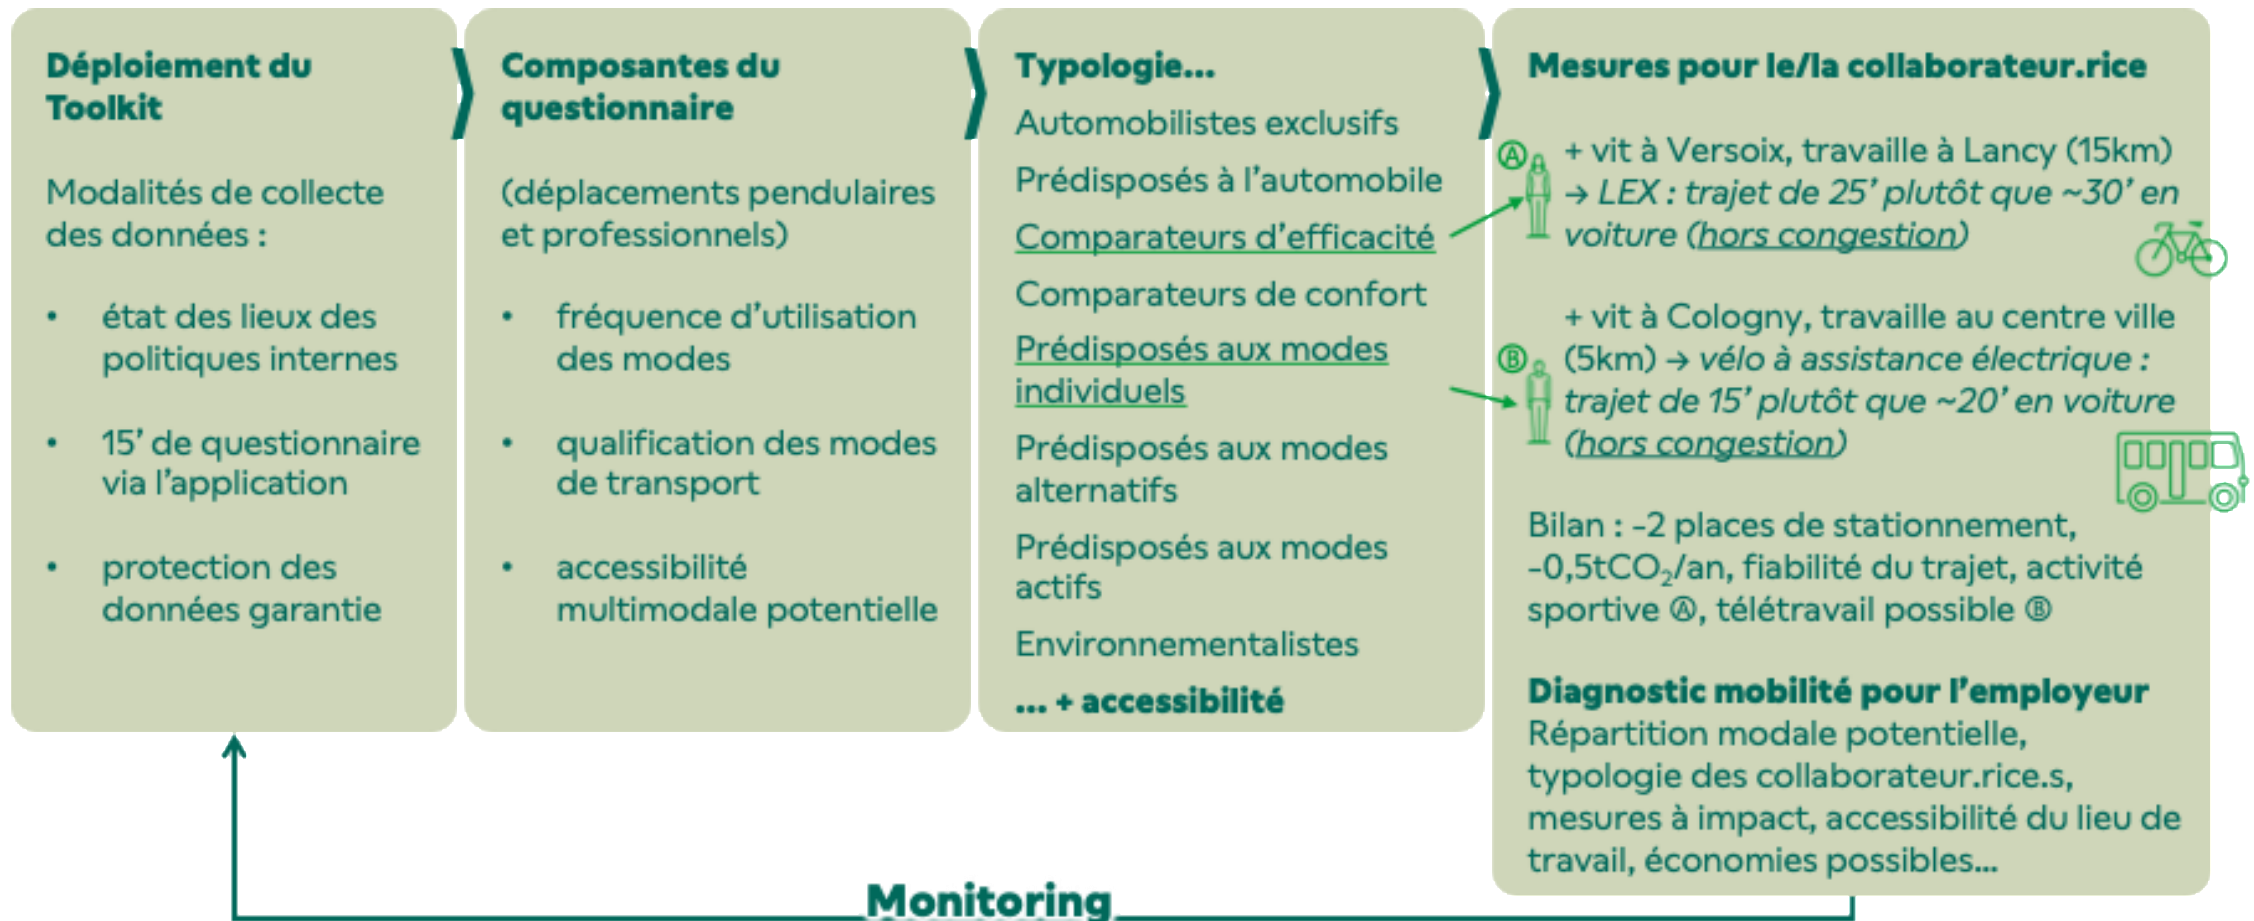 Déploiement du
Toolkit
Modalités de collecte
des données :
• état des lieux des
politiques internes
• 15’ de questionnaire
via l’application
• protection des
données garantie
Composantes du
questionnaire
(déplacements pendulaires
et professionnels)
• fréquence d’utilisation
des modes
• qualification des modes
de transport
• accessibilité
multimodale potentielle
Typologie...
Automobilistes exclusifs
Prédisposés à l’automobile
Comparateurs d’efficacité
Comparateurs de confort
Prédisposés aux modes
individuels
Prédisposés aux modes
alternatifs
Prédisposés aux modes
actifs
Environnementalistes
... + accessibilité
Mesures pour le/la collaborateur.rice
Ⓐ + vit à Versoix, travaille à Lancy (15km)
→ LEX : trajet de 25’ plutôt que ~30’ en
voiture (hors congestion)
+ vit à Cologny, travaille au centre ville
Ⓑ (5km) → vélo à assistance électrique :
trajet de 15’ plutôt que ~20’ en voiture
(hors congestion)
Bilan : -2 places de stationnement,
-0,5tCO₂/an, fiabilité du trajet, activité
sportive Ⓐ, télétravail possible Ⓑ
Diagnostic mobilité pour l’employeur
Répartition modale potentielle,
typologie des collaborateur.rice.s,
mesures à impact, accessibilité du lieu de
travail, économies possibles...
Monitoring